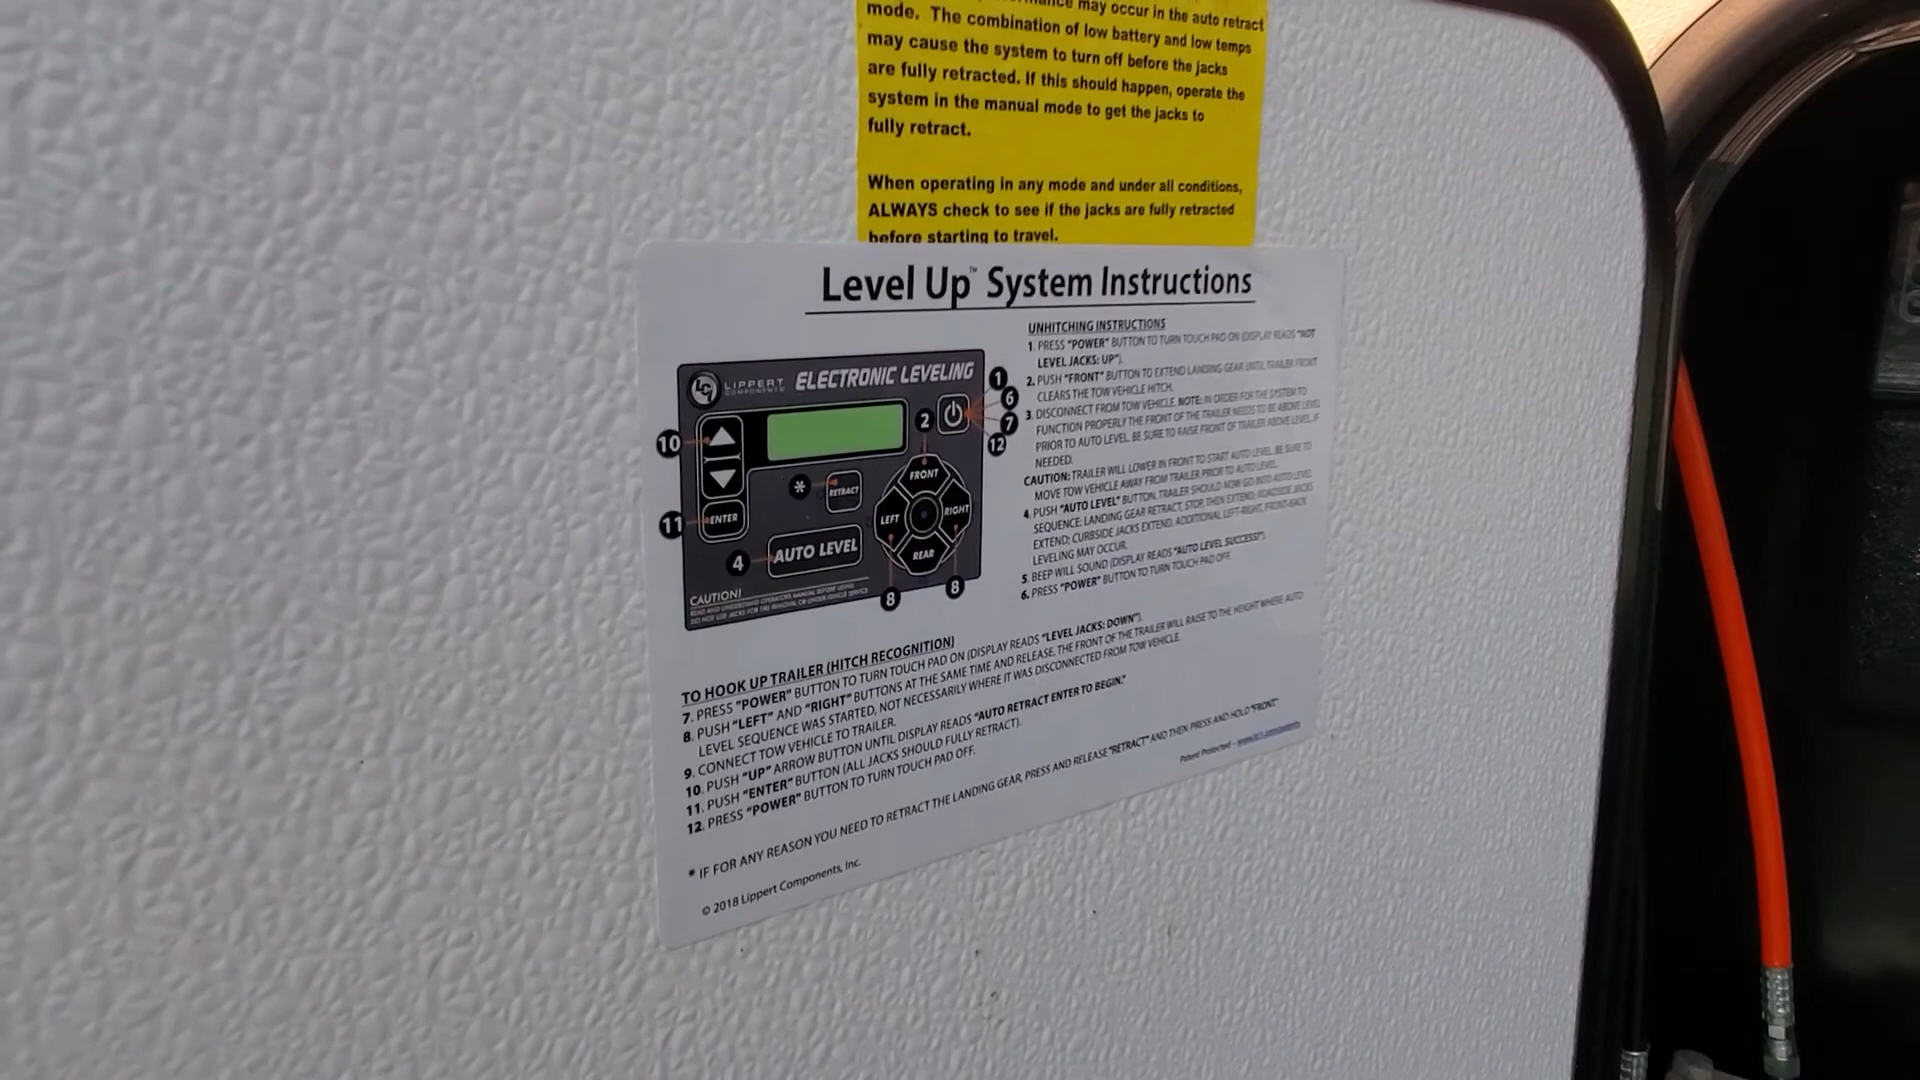 may occur in the auto retract
mode. The combination of low battery and low temps
may cause the system to turn off before the jacks
are fully retracted. If this should happen, operate the
system in the manual mode to get the jacks to
fully retract.
When operating in any mode and under all conditions,
ALWAYS check to see if the jacks are fully retracted
before starting to travel.
Level Up™ System Instructions
LCI LIPPERT COMPONENTS
ELECTRONIC LEVELING
ENTER
RETRACT
AUTO LEVEL
FRONT
LEFT
RIGHT
REAR
1
6
7
12
2
10
*
11
4
8
8
CAUTION!
READ AND UNDERSTAND OPERATORS MANUAL BEFORE USING.
DO NOT USE JACKS FOR TIRE REMOVAL OR UNDER-VEHICLE SERVICE
UNHITCHING INSTRUCTIONS
1. PRESS "POWER" BUTTON TO TURN TOUCH PAD ON (DISPLAY READS "NOT
LEVEL JACKS: UP").
2. PUSH "FRONT" BUTTON TO EXTEND LANDING GEAR UNTIL TRAILER FRONT
CLEARS THE TOW VEHICLE HITCH.
3. DISCONNECT FROM TOW VEHICLE. NOTE: IN ORDER FOR THE SYSTEM TO
FUNCTION PROPERLY THE FRONT OF THE TRAILER NEEDS TO BE ABOVE LEVEL
PRIOR TO AUTO LEVEL. BE SURE TO RAISE FRONT OF TRAILER ABOVE LEVEL, IF
NEEDED.
CAUTION: TRAILER WILL LOWER IN FRONT TO START AUTO LEVEL. BE SURE TO
MOVE TOW VEHICLE AWAY FROM TRAILER PRIOR TO AUTO LEVEL.
4. PUSH "AUTO LEVEL" BUTTON. TRAILER SHOULD NOW GO INTO AUTO LEVEL
SEQUENCE: LANDING GEAR RETRACT, STOP, THEN EXTEND; ROADSIDE JACKS
EXTEND; CURBSIDE JACKS EXTEND. ADDITIONAL LEFT-RIGHT, FRONT-BACK
LEVELING MAY OCCUR.
5. BEEP WILL SOUND (DISPLAY READS "AUTO LEVEL SUCCESS!").
6. PRESS "POWER" BUTTON TO TURN TOUCH PAD OFF.
TO HOOK UP TRAILER (HITCH RECOGNITION)
7. PRESS "POWER" BUTTON TO TURN TOUCH PAD ON (DISPLAY READS "LEVEL JACKS: DOWN").
8. PUSH "LEFT" AND "RIGHT" BUTTONS AT THE SAME TIME AND RELEASE. THE FRONT OF THE TRAILER WILL RAISE TO THE HEIGHT WHERE AUTO
LEVEL SEQUENCE WAS STARTED, NOT NECESSARILY WHERE IT WAS DISCONNECTED FROM TOW VEHICLE.
9. CONNECT TOW VEHICLE TO TRAILER.
10. PUSH "UP" ARROW BUTTON UNTIL DISPLAY READS "AUTO RETRACT ENTER TO BEGIN."
11. PUSH "ENTER" BUTTON (ALL JACKS SHOULD FULLY RETRACT).
12. PRESS "POWER" BUTTON TO TURN TOUCH PAD OFF.
* IF FOR ANY REASON YOU NEED TO RETRACT THE LANDING GEAR, PRESS AND RELEASE "RETRACT" AND THEN PRESS AND HOLD "FRONT"
Patent Protected -
© 2018 Lippert Components, Inc.